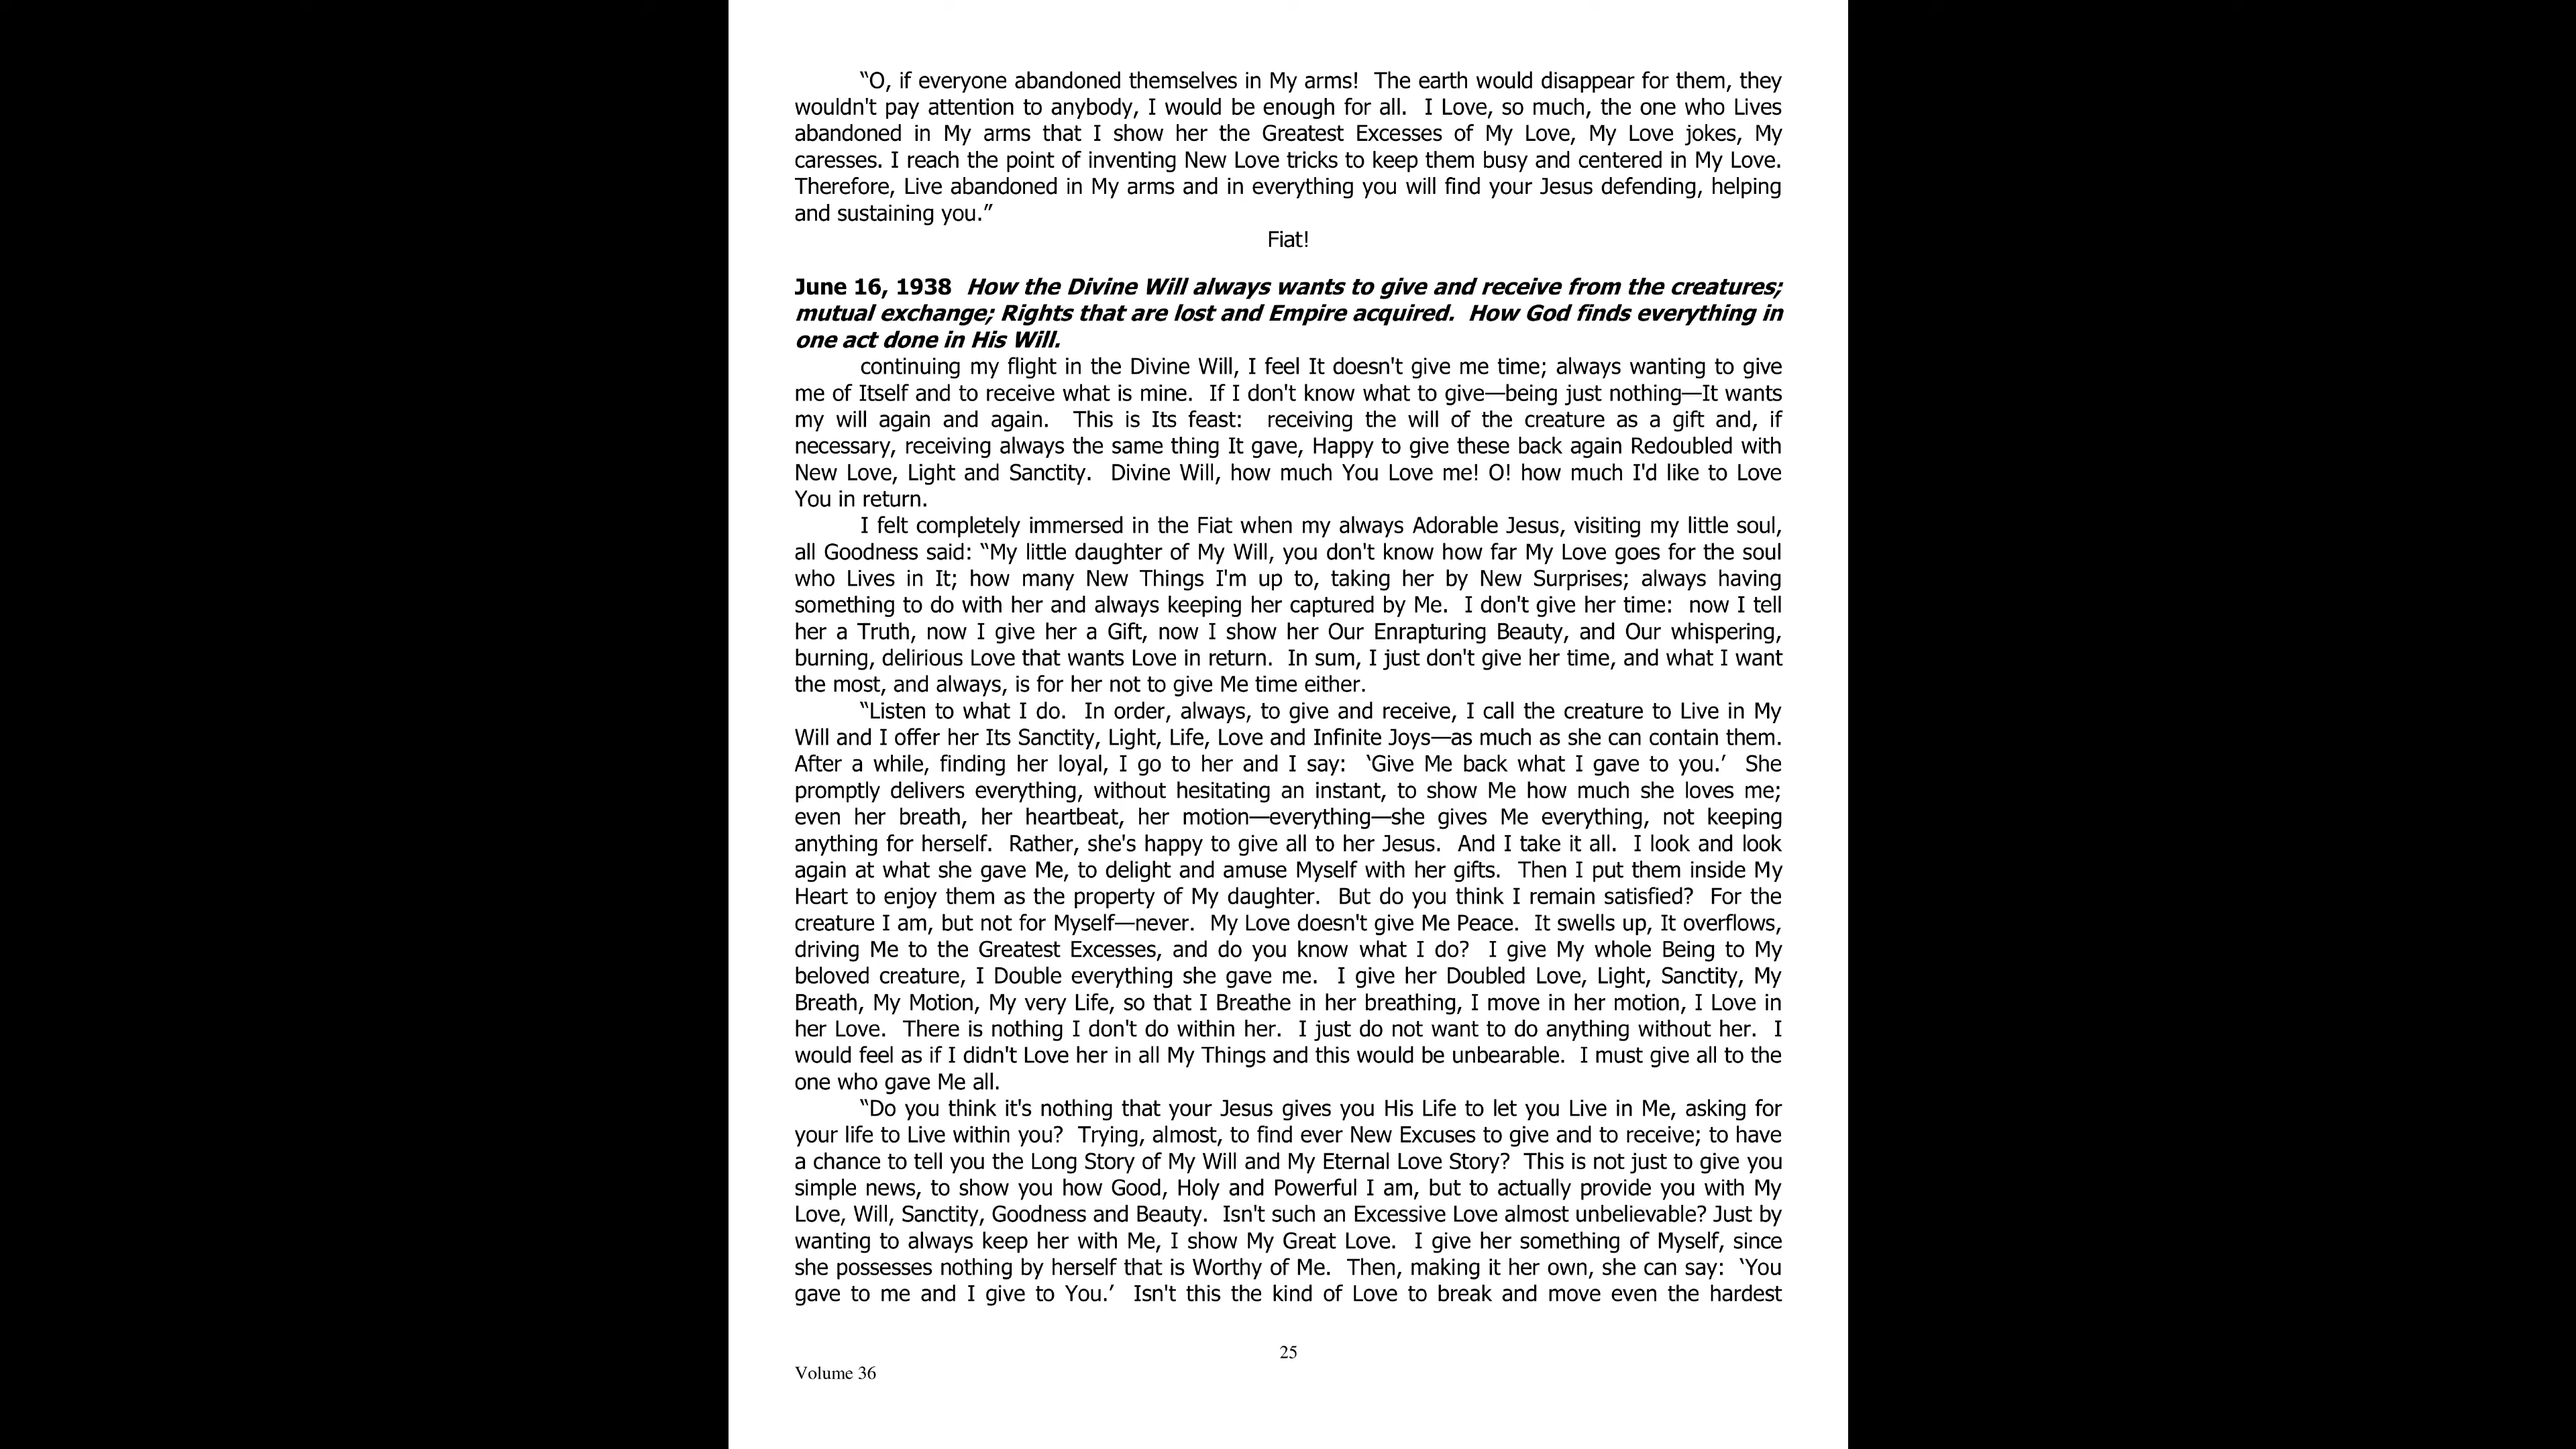 “O, if everyone abandoned themselves in My arms!  The earth would disappear for them, they
wouldn't pay attention to anybody, I would be enough for all.  I Love, so much, the one who Lives
abandoned in My arms that I show her the Greatest Excesses of My Love, My Love jokes, My
caresses. I reach the point of inventing New Love tricks to keep them busy and centered in My Love.
Therefore, Live abandoned in My arms and in everything you will find your Jesus defending, helping
and sustaining you.”
Fiat!
June 16, 1938  How the Divine Will always wants to give and receive from the creatures;
mutual exchange; Rights that are lost and Empire acquired.  How God finds everything in
one act done in His Will.
continuing my flight in the Divine Will, I feel It doesn't give me time; always wanting to give
me of Itself and to receive what is mine.  If I don't know what to give—being just nothing—It wants
my will again and again.  This is Its feast:  receiving the will of the creature as a gift and, if
necessary, receiving always the same thing It gave, Happy to give these back again Redoubled with
New Love, Light and Sanctity.  Divine Will, how much You Love me! O! how much I'd like to Love
You in return.
I felt completely immersed in the Fiat when my always Adorable Jesus, visiting my little soul,
all Goodness said: “My little daughter of My Will, you don't know how far My Love goes for the soul
who Lives in It; how many New Things I'm up to, taking her by New Surprises; always having
something to do with her and always keeping her captured by Me.  I don't give her time:  now I tell
her a Truth, now I give her a Gift, now I show her Our Enrapturing Beauty, and Our whispering,
burning, delirious Love that wants Love in return.  In sum, I just don't give her time, and what I want
the most, and always, is for her not to give Me time either.
“Listen to what I do.  In order, always, to give and receive, I call the creature to Live in My
Will and I offer her Its Sanctity, Light, Life, Love and Infinite Joys—as much as she can contain them.
After a while, finding her loyal, I go to her and I say:  ‘Give Me back what I gave to you.’  She
promptly delivers everything, without hesitating an instant, to show Me how much she loves me;
even her breath, her heartbeat, her motion—everything—she gives Me everything, not keeping
anything for herself.  Rather, she's happy to give all to her Jesus.  And I take it all.  I look and look
again at what she gave Me, to delight and amuse Myself with her gifts.  Then I put them inside My
Heart to enjoy them as the property of My daughter.  But do you think I remain satisfied?  For the
creature I am, but not for Myself—never.  My Love doesn't give Me Peace.  It swells up, It overflows,
driving Me to the Greatest Excesses, and do you know what I do?  I give My whole Being to My
beloved creature, I Double everything she gave me.  I give her Doubled Love, Light, Sanctity, My
Breath, My Motion, My very Life, so that I Breathe in her breathing, I move in her motion, I Love in
her Love.  There is nothing I don't do within her.  I just do not want to do anything without her.  I
would feel as if I didn't Love her in all My Things and this would be unbearable.  I must give all to the
one who gave Me all.
“Do you think it's nothing that your Jesus gives you His Life to let you Live in Me, asking for
your life to Live within you?  Trying, almost, to find ever New Excuses to give and to receive; to have
a chance to tell you the Long Story of My Will and My Eternal Love Story?  This is not just to give you
simple news, to show you how Good, Holy and Powerful I am, but to actually provide you with My
Love, Will, Sanctity, Goodness and Beauty.  Isn't such an Excessive Love almost unbelievable? Just by
wanting to always keep her with Me, I show My Great Love.  I give her something of Myself, since
she possesses nothing by herself that is Worthy of Me.  Then, making it her own, she can say:  ‘You
gave to me and I give to You.’  Isn't this the kind of Love to break and move even the hardest
25
Volume 36